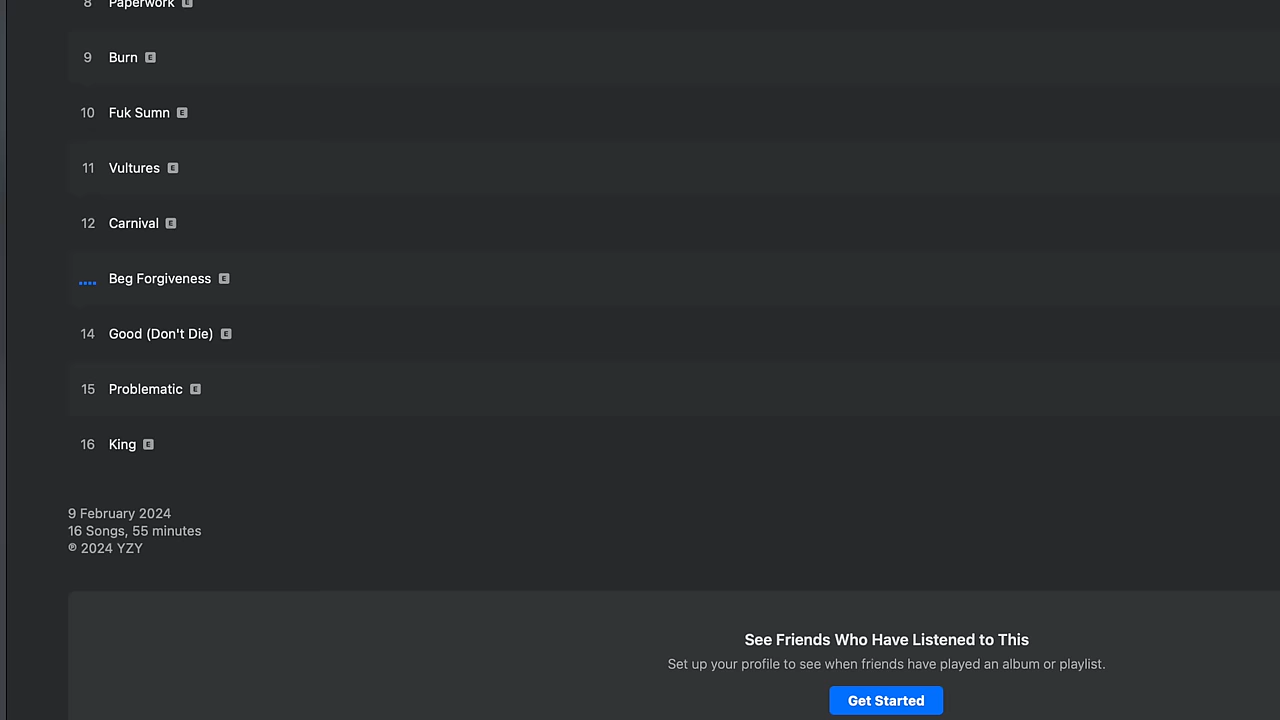 8 Paperwork E
9 Burn E
10 Fuk Sumn E
11 Vultures E
12 Carnival E
Beg Forgiveness E
14 Good (Don't Die) E
15 Problematic E
16 King E
9 February 2024
16 Songs, 55 minutes
℗ 2024 YZY
See Friends Who Have Listened to This
Set up your profile to see when friends have played an album or playlist.
Get Started